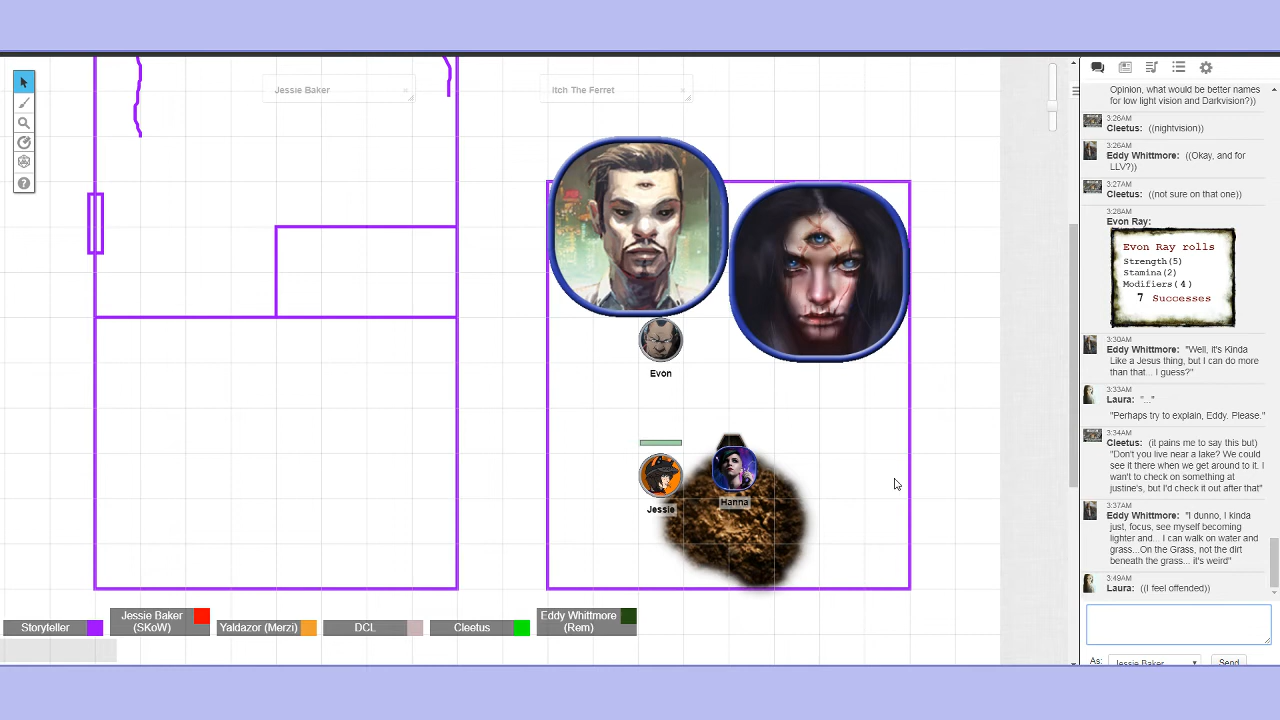 Jessie Baker
Itch The Ferret
Evon
Jessie
Hanna
Storyteller
Jessie Baker
(SKoW)
Yaldazor (Merzi)
DCL
Cleetus
Eddy Whittmore
(Rem)
Opinion, what would be better names
for low light vision and Darkvision?))
3:26AM
Cleetus: ((nightvision))
3:26AM
Eddy Whittmore: ((Okay, and for
LLV?))
3:27AM
Cleetus: ((not sure on that one))
3:28AM
Evon Ray:
Evon Ray rolls
Strength(5)
Stamina(2)
Modifiers(4)
7 Successes
3:30AM
Eddy Whittmore: "Well, it's Kinda
Like a Jesus thing, but I can do more
than that... I guess?"
3:33AM
Laura: "..."
"Perhaps try to explain, Eddy. Please."
3:34AM
Cleetus: (it pains me to say this but)
"Don't you live near a lake? We could
see it there when we get around to it. I
wan't to check on something at
justine's, but I'd check it out after that"
3:37AM
Eddy Whittmore: "I dunno, I kinda
just, focus, see myself becoming
lighter and... I can walk on water and
grass...On the Grass, not the dirt
beneath the grass... it's weird"
3:49AM
Laura: ((I feel offended))
As:
Jessie Baker
Send